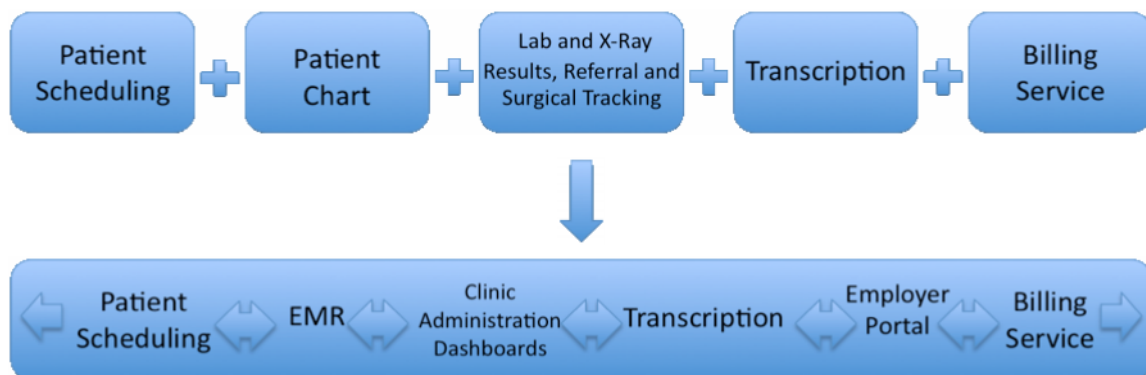 Patient
Scheduling
Patient
Chart
Lab and X-Ray
Results, Referral and
Surgical Tracking
Transcription
Billing
Service
Patient
Scheduling
EMR
Clinic
Administration
Dashboards
Transcription
Employer
Portal
Billing
Service